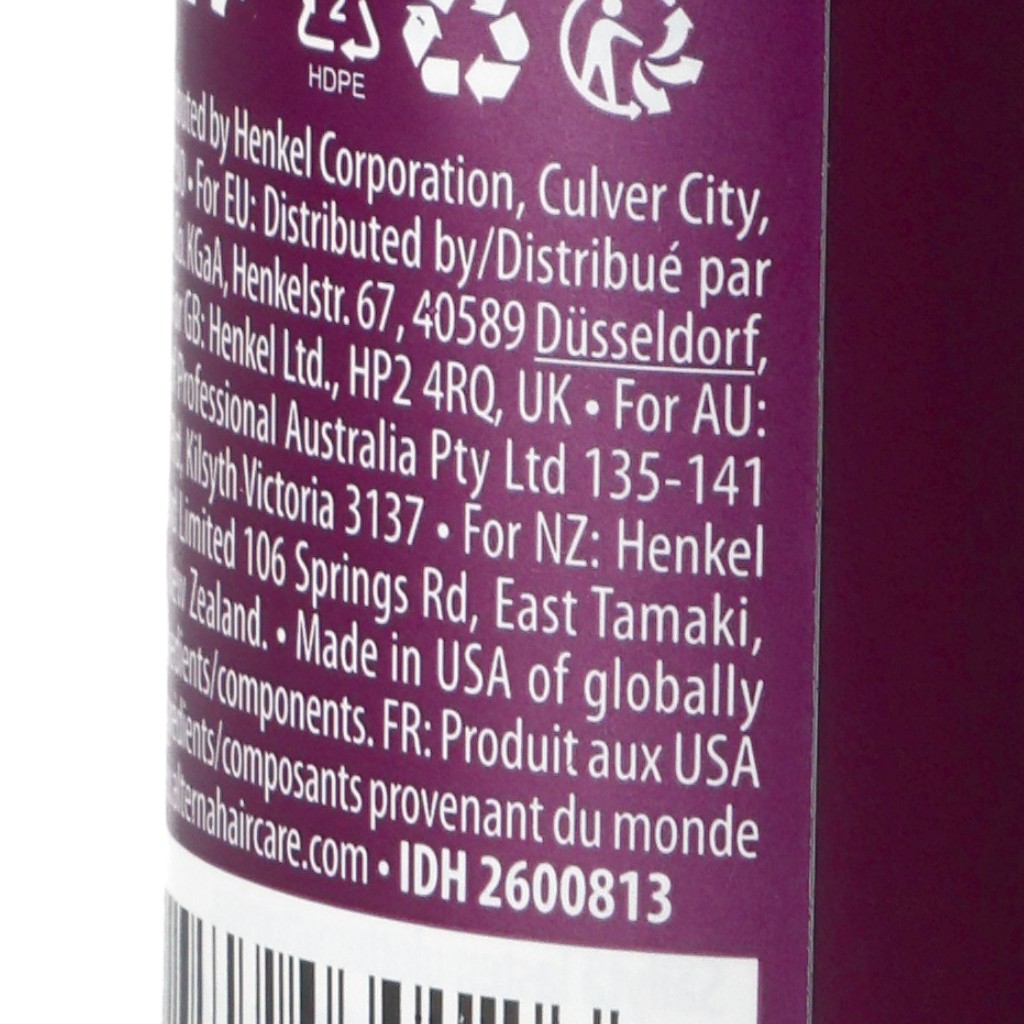 2
HDPE
by Henkel Corporation, Culver City,
• For EU: Distributed by/Distribué par
KGaA, Henkelstr. 67, 40589 Düsseldorf,
GB: Henkel Ltd., HP2 4RQ, UK • For AU:
Professional Australia Pty Ltd 135-141
Kilsyth Victoria 3137 • For NZ: Henkel
Limited 106 Springs Rd, East Tamaki,
Zealand. • Made in USA of globally
/components. FR: Produit aux USA
/composants provenant du monde
alternahaircare.com • IDH 2600813